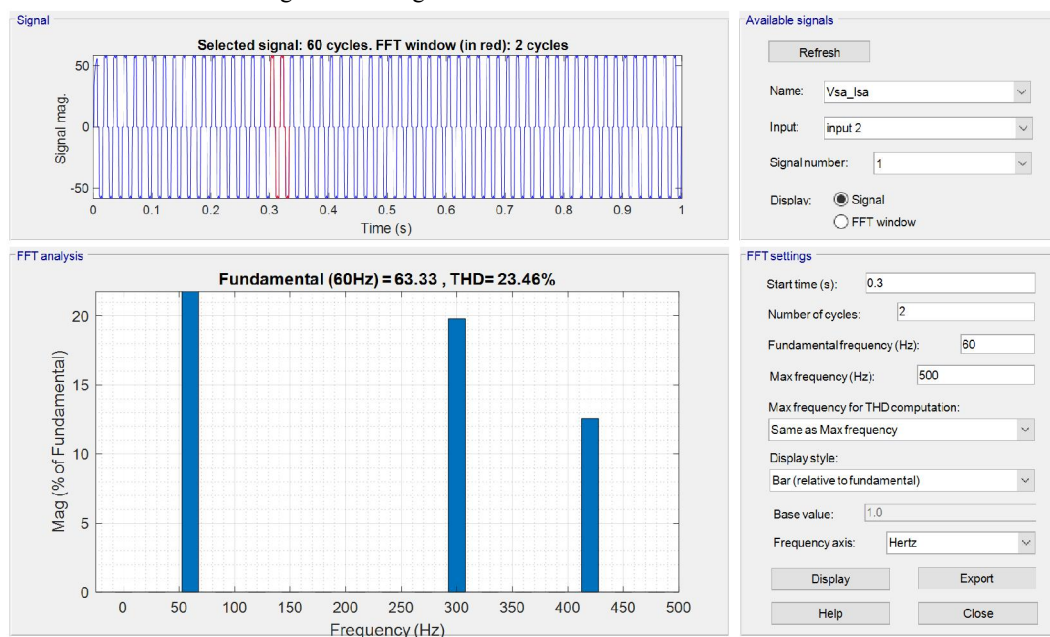 Signal
Selected signal: 60 cycles. FFT window (in red): 2 cycles
50
0
-50
Signal mag.
0 0.1 0.2 0.3 0.4 0.5 0.6 0.7 0.8 0.9 1
Time (s)
Available signals
Refresh
Name: Vsa_Isa
Input: input 2
Signal number: 1
Display: Signal
FFT window
FFT analysis
Fundamental (60Hz) = 63.33 , THD= 23.46%
20
15
10
5
0
Mag (% of Fundamental)
0 50 100 150 200 250 300 350 400 450 500
Frequency (Hz)
FFT settings
Start time (s): 0.3
Number of cycles: 2
Fundamental frequency (Hz): 60
Max frequency (Hz): 500
Max frequency for THD computation:
Same as Max frequency
Display style:
Bar (relative to fundamental)
Base value: 1.0
Frequency axis: Hertz
Display Export
Help Close